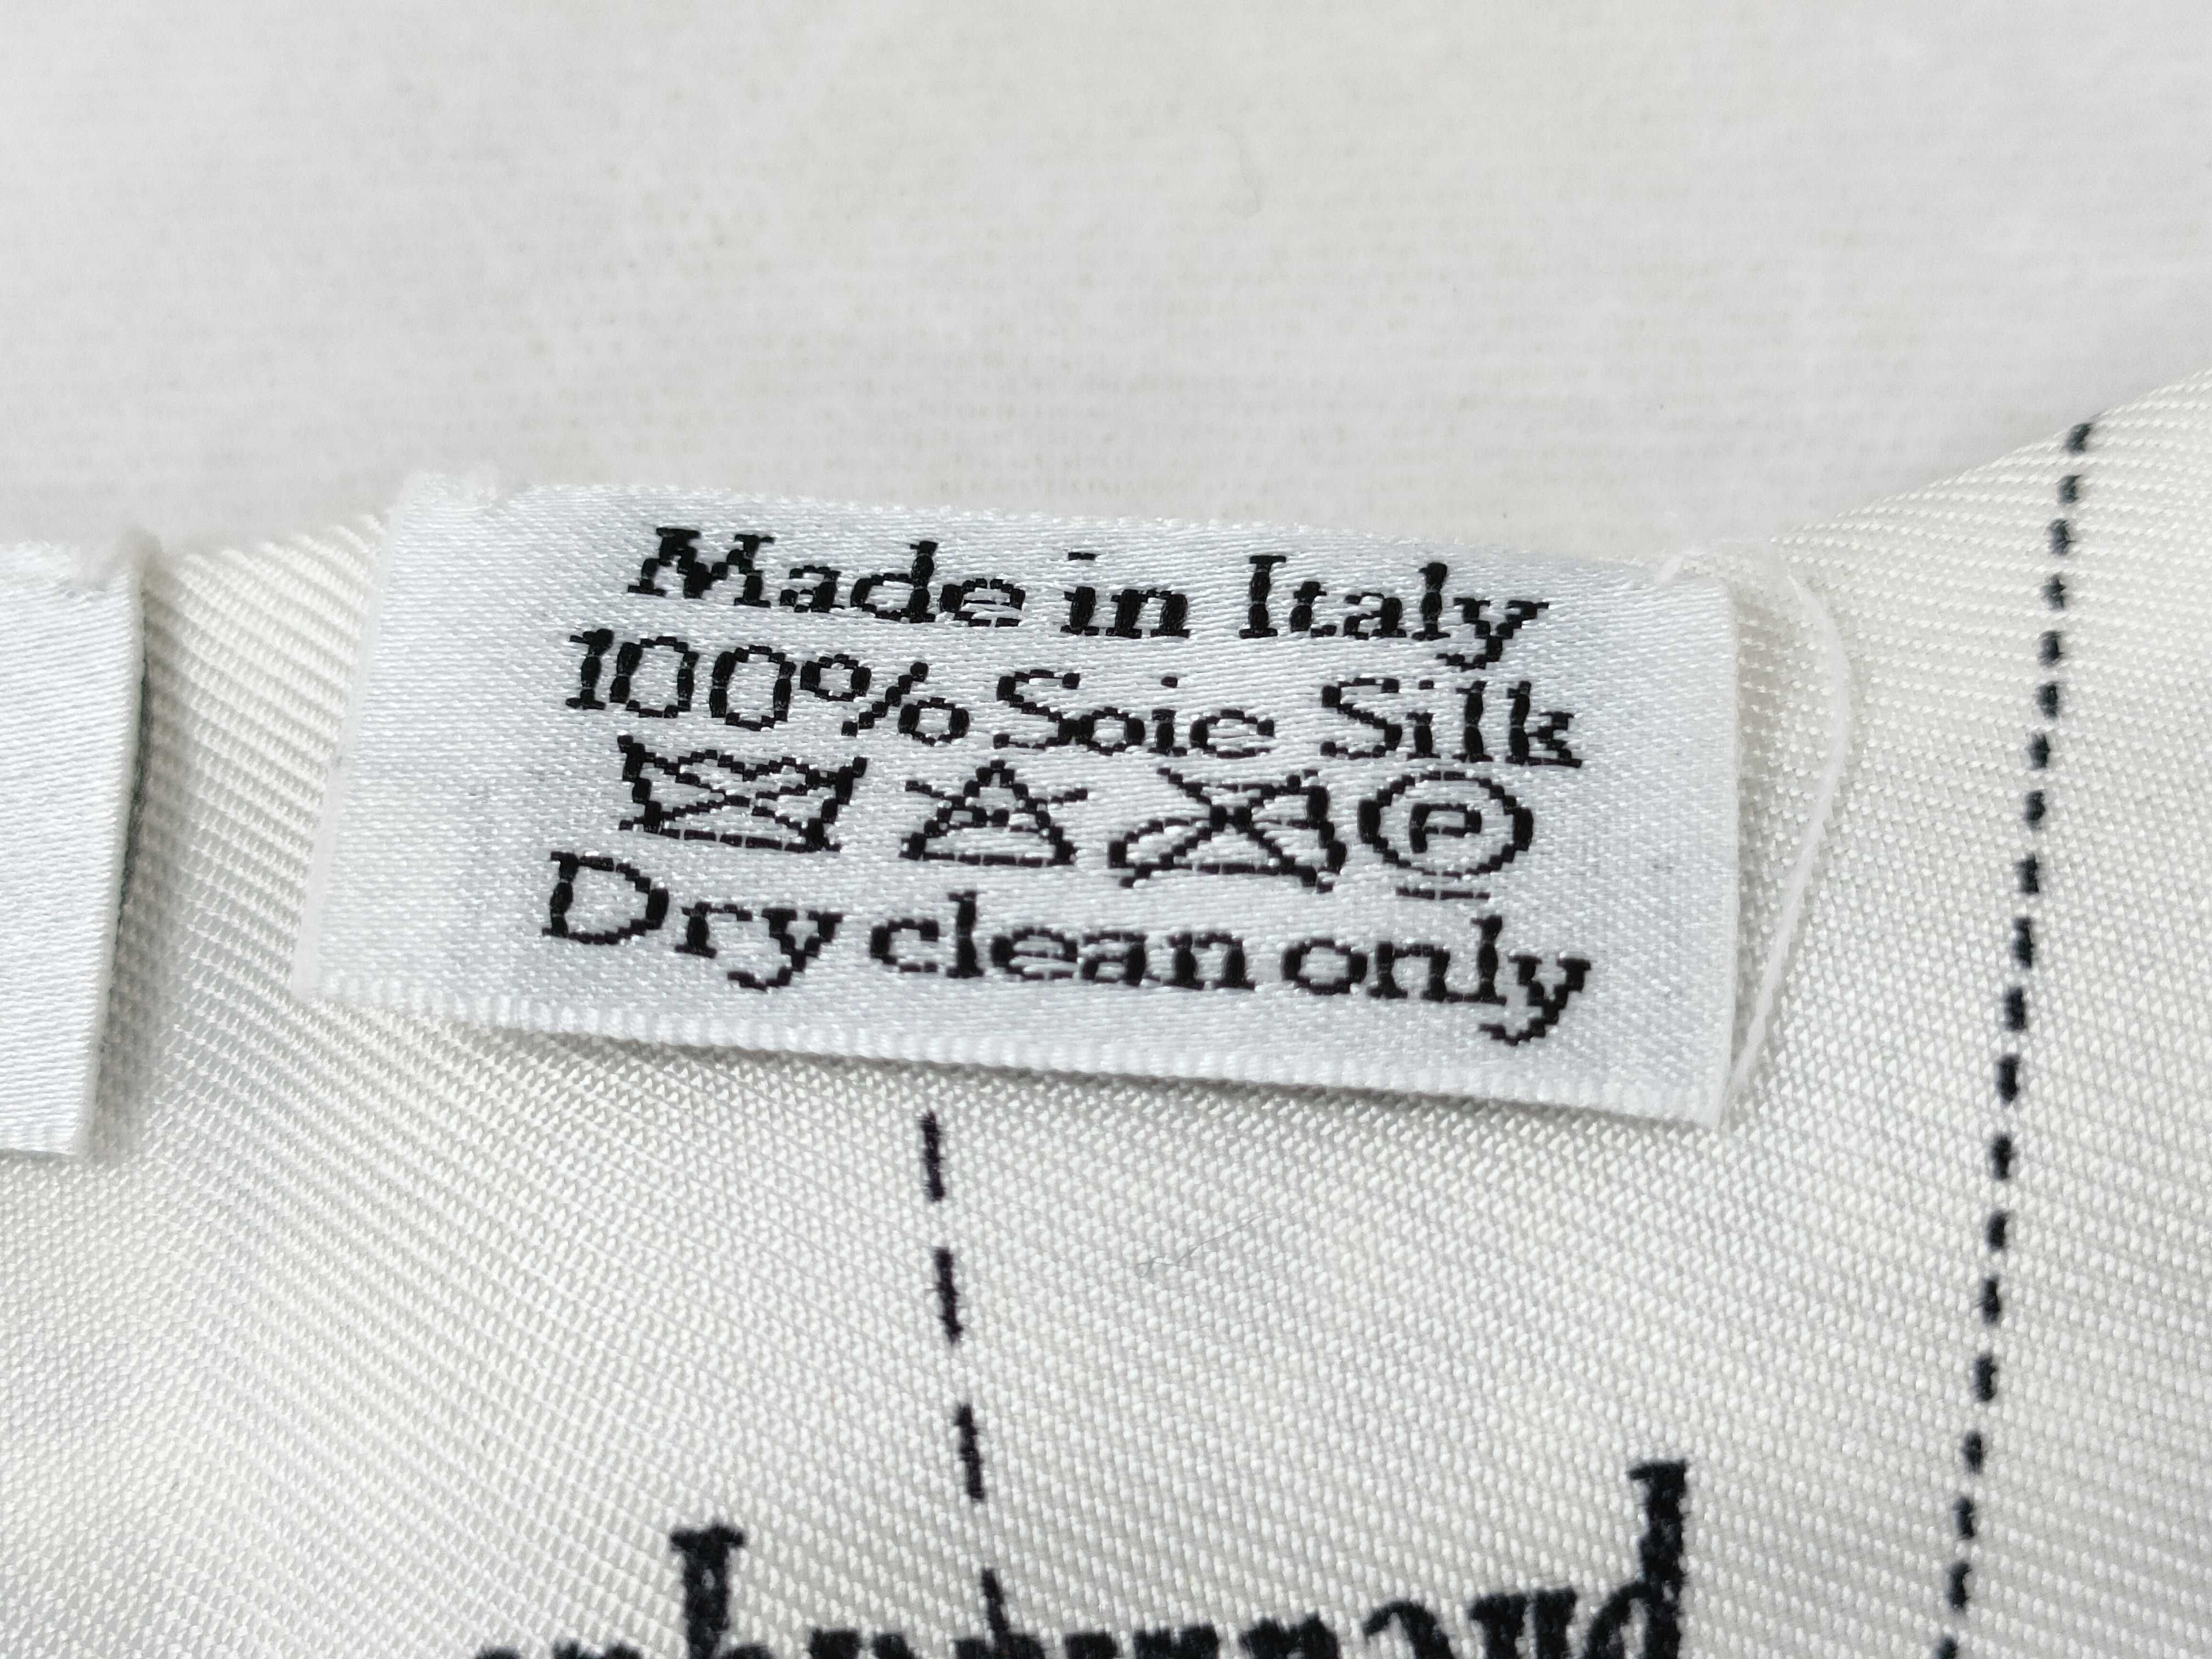 Made in Italy
100% Soie Silk
P
Dry clean only